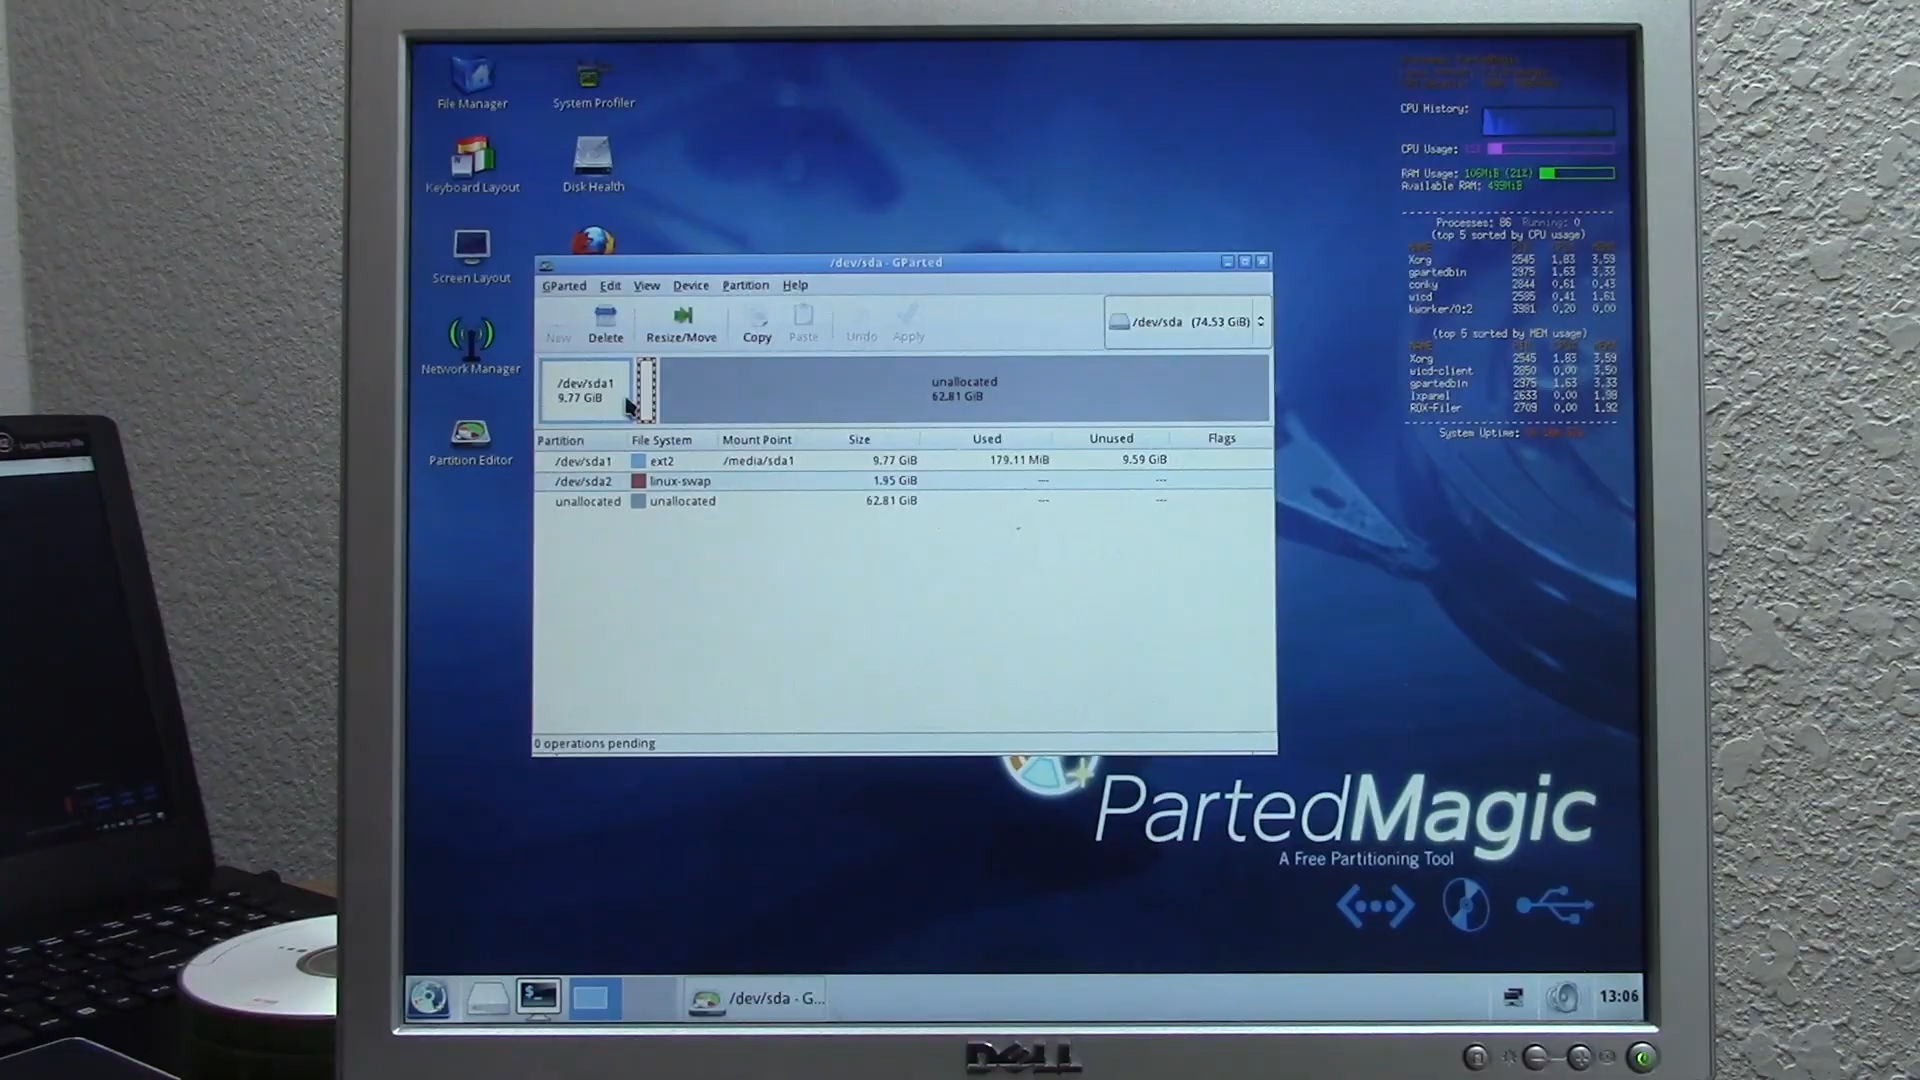 File Manager
System Profiler
Keyboard Layout
Disk Health
Screen Layout
Network Manager
Partition Editor
CPU History:
CPU Usage:
RAM Usage: 106MiB (21%)
Available RAM: 499MiB
Processes: 86 Running: 0
(top 5 sorted by CPU usage)
Xorg 2545 1.83 3.59
gpartedbin 2975 1.63 3.33
conky 2844 0.61 0.43
wicd 2585 0.41 1.61
kworker/0:2 3981 0.20 0.00
(top 5 sorted by MEM usage)
Xorg 2545 1.83 3.59
wicd-client 2850 0.00 3.50
gpartedbin 2975 1.63 3.33
lxpanel 2633 0.00 1.98
ROX-Filer 2709 0.00 1.92
System Uptime:
/dev/sda - GParted
GParted Edit View Device Partition Help
New Delete Resize/Move Copy Paste Undo Apply
/dev/sda (74.53 GiB)
/dev/sda1
9.77 GiB
unallocated
62.81 GiB
Partition File System Mount Point Size Used Unused Flags
/dev/sda1 ext2 /media/sda1 9.77 GiB 179.11 MiB 9.59 GiB
/dev/sda2 linux-swap 1.95 GiB --- ---
unallocated unallocated 62.81 GiB --- ---
0 operations pending
PartedMagic
A Free Partitioning Tool
/dev/sda - G...
13:06
DELL